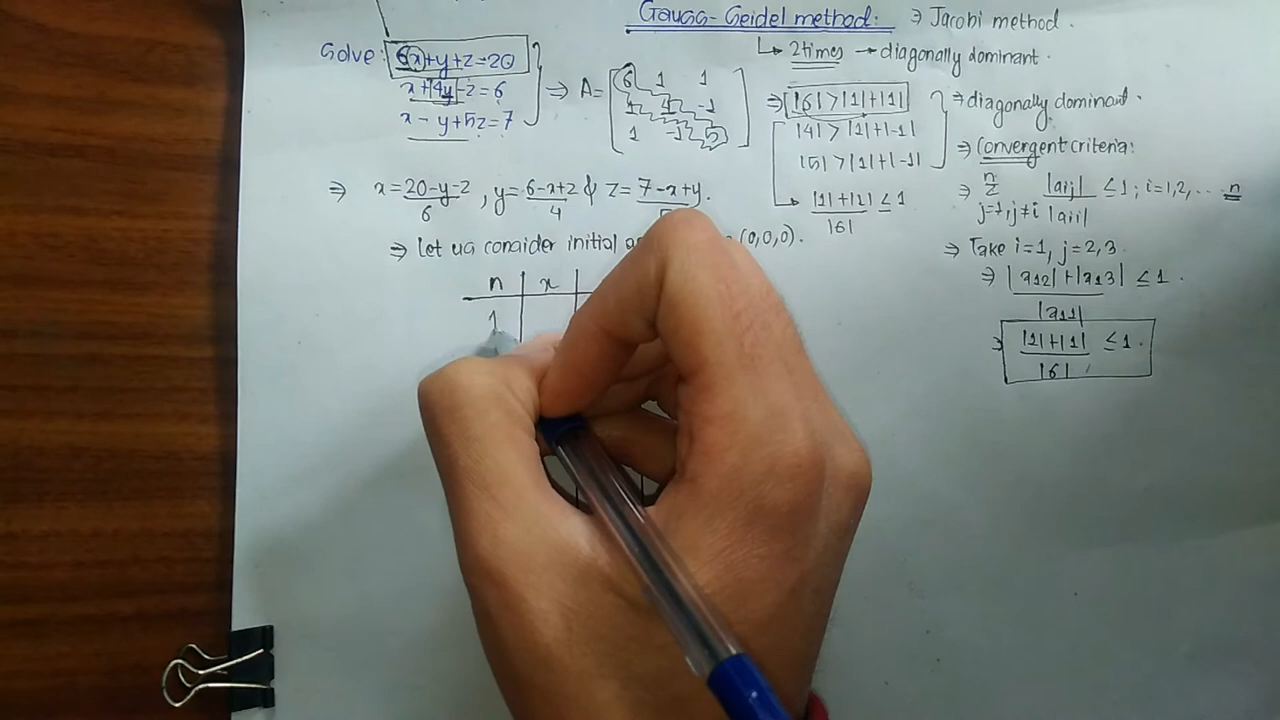 Gauss-Seidel method: ⇒ Jacobi method.
↳ 2times → diagonally dominant.
Solve: 6x+y+z=20
x+4y-z=6
x-y+5z=7
⇒ A= [6 1 1
1 4 -1
1 -1 5]
⇒ |6|>|1|+|1|
|4|>|1|+|-1|
|5|>|1|+|-1|
⇒ diagonally dominant.
⇒ Convergent criteria:
|1|+|1| ≤ 1
|6|
⇒ n Σ j=1, j≠i |aij| / |aii| ≤ 1; i=1,2,... n
⇒ x=20-y-z/6, y=6-x+z/4 & z=7-x+y/
⇒ Let us consider initial (0,0,0).
⇒ Take i=1, j=2,3.
⇒ |a12|+|a13| ≤ 1.
|a11|
⇒ |1|+|1| ≤ 1.
|6|
n x
1